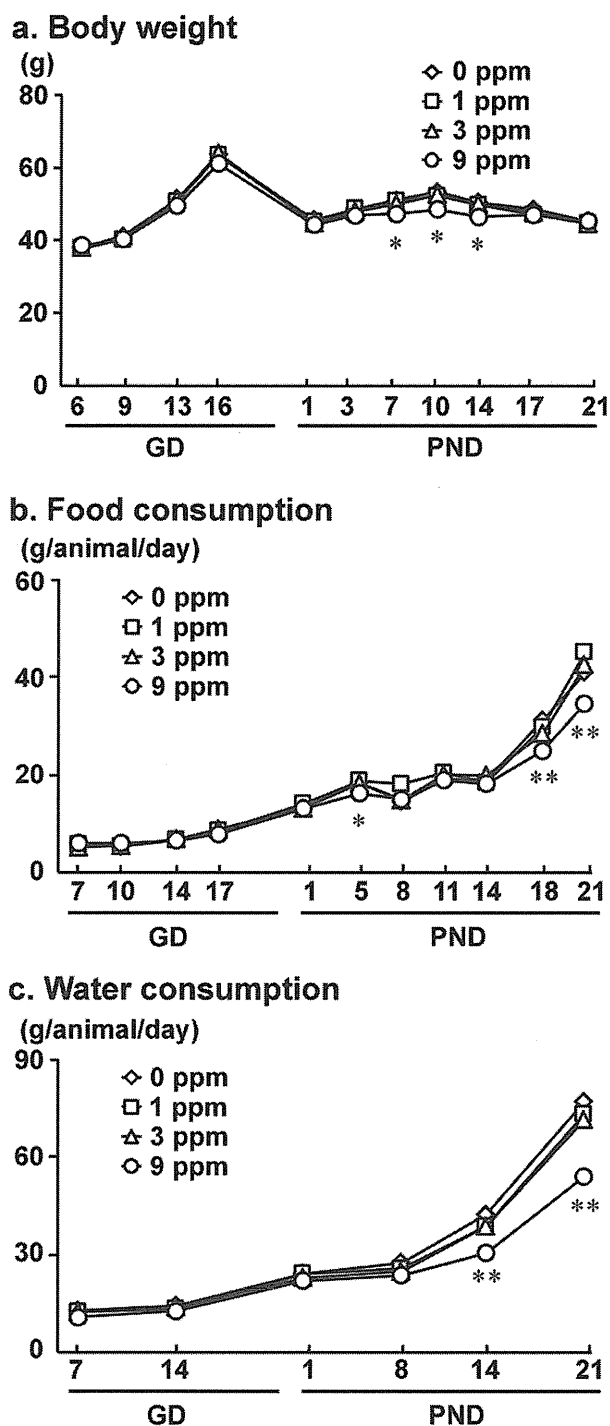 a. Body weight
(g)
0 ppm
1 ppm
3 ppm
9 ppm
80
60
40
20
0
* * *
6 9 13 16 1 3 7 10 14 17 21
GD PND
b. Food consumption
(g/animal/day)
60
40
20
0
0 ppm
1 ppm
3 ppm
9 ppm
* ** **
7 10 14 17 1 5 8 11 14 18 21
GD PND
c. Water consumption
(g/animal/day)
90
60
30
0
0 ppm
1 ppm
3 ppm
9 ppm
** **
7 14 1 8 14 21
GD PND